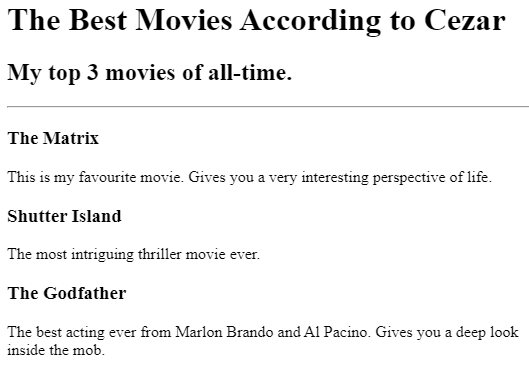 The Best Movies According to Cezar
My top 3 movies of all-time.
The Matrix
This is my favourite movie. Gives you a very interesting perspective of life.
Shutter Island
The most intriguing thriller movie ever.
The Godfather
The best acting ever from Marlon Brando and Al Pacino. Gives you a deep look
inside the mob.